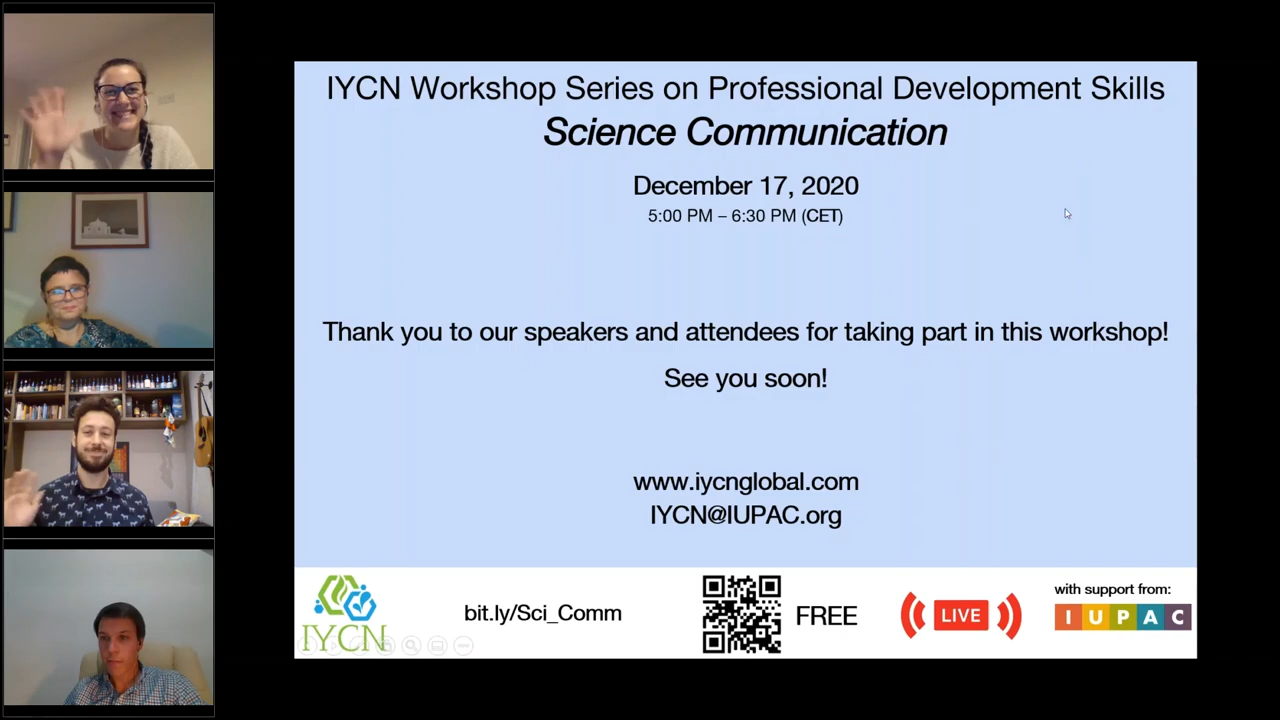 IYCN Workshop Series on Professional Development Skills
Science Communication
December 17, 2020
5:00 PM – 6:30 PM (CET)
Thank you to our speakers and attendees for taking part in this workshop!
See you soon!
www.iycnglobal.com
IYCN@IUPAC.org
IYCN
bit.ly/Sci_Comm
FREE
LIVE
with support from:
IUPAC